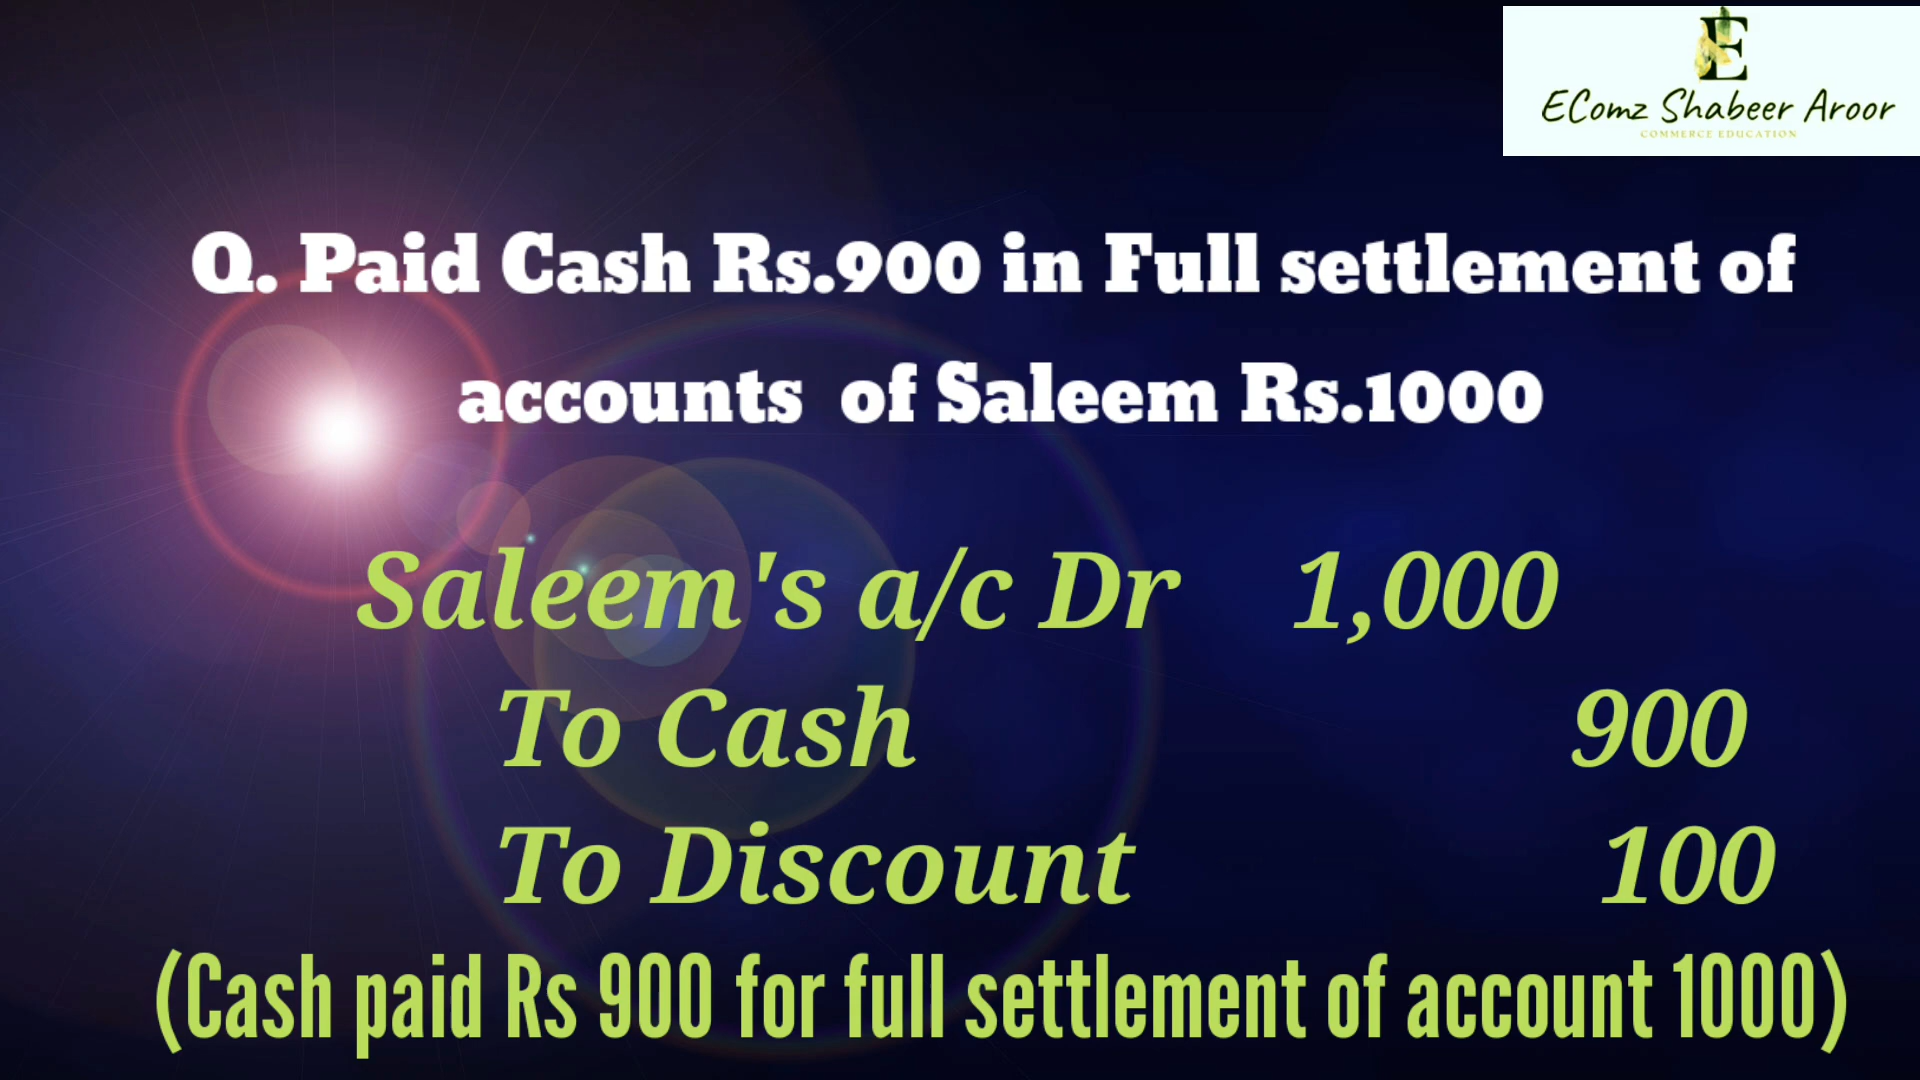 E
EComz Shabeer Aroor
COMMERCE EDUCATION
Q. Paid Cash Rs.900 in Full settlement of
accounts of Saleem Rs.1000
Saleem's a/c Dr 1,000
To Cash 900
To Discount 100
(Cash paid Rs 900 for full settlement of account 1000)